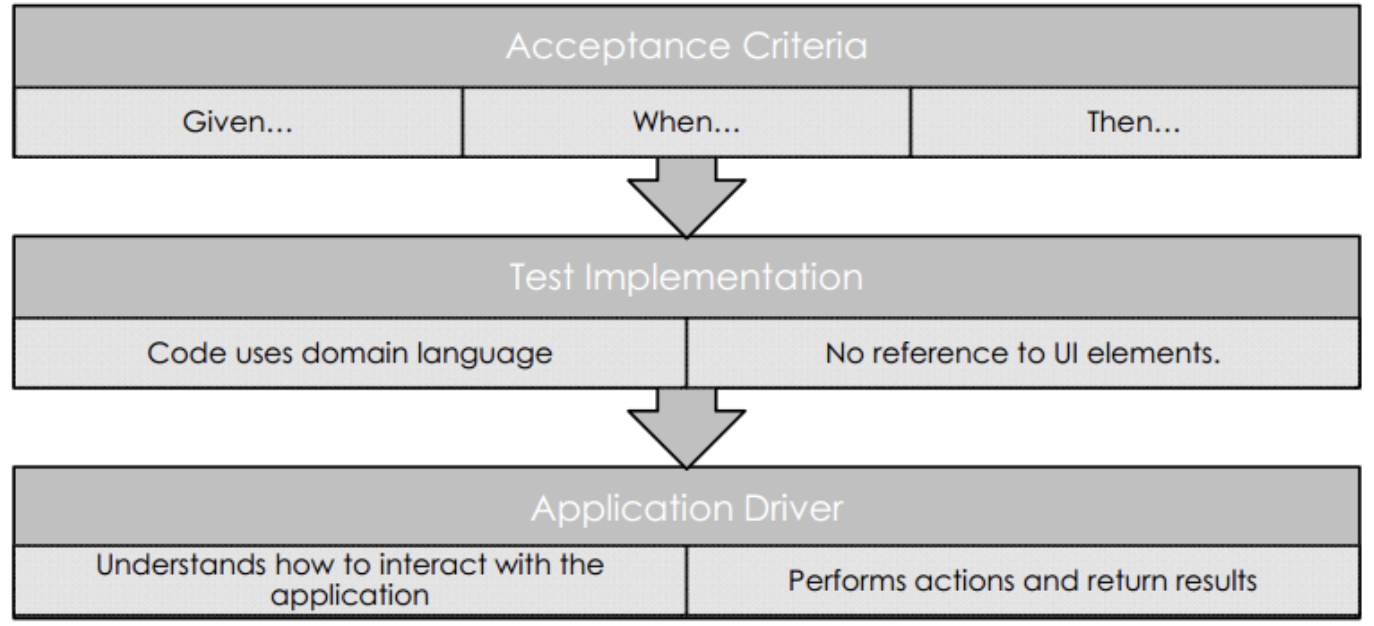 Acceptance Criteria
Given...
When...
Then...
Test Implementation
Code uses domain language
No reference to UI elements.
Application Driver
Understands how to interact with the
application
Performs actions and return results